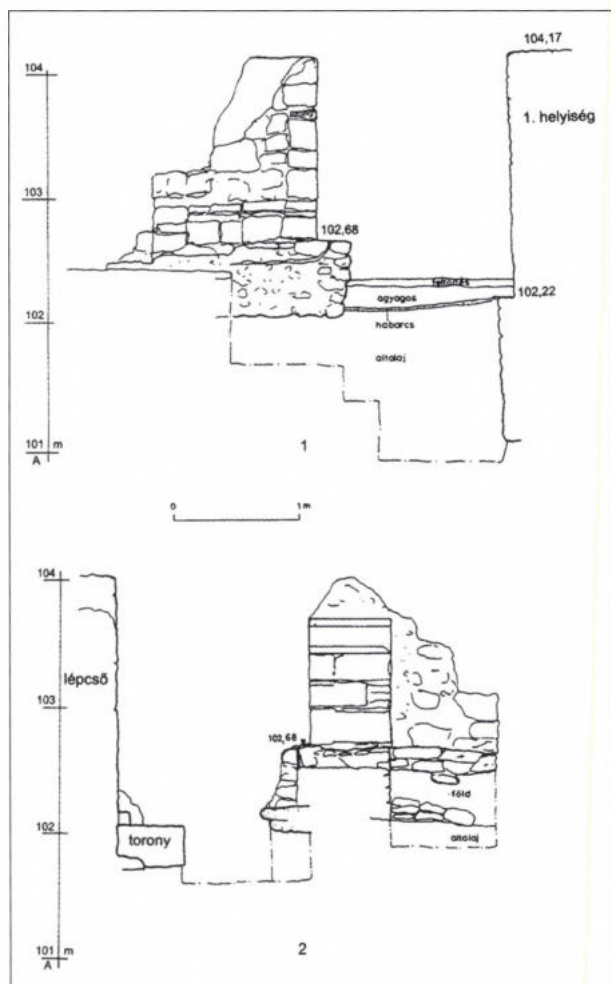 104,17
104
1. helyiség
103
102,68
102,22
agyagos
102
habarcs
altalaj
101 m
A
1
0 1m
104
lépcső
103
102,68
föld
102
torony
altalaj
101 m
A
2